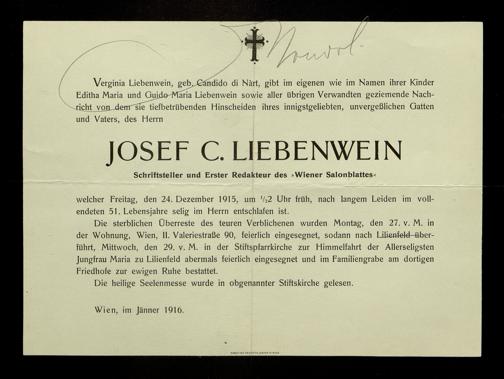 Verginia Liebenwein, geb. Candido di Nart, gibt im eigenen wie im Namen ihrer Kinder
Editha Maria und Guido Maria Liebenwein sowie aller übrigen Verwandten geziemende Nach-
richt von dem sie tiefbetrübenden Hinscheiden ihres innigstgeliebten, unvergeßlichen Gatten
und Vaters, des Herrn
JOSEF C. LIEBENWEIN
Schriftsteller und Erster Redakteur des »Wiener Salonblattes«
welcher Freitag, den 24. Dezember 1915, um ½2 Uhr früh, nach langem Leiden im voll-
endeten 51. Lebensjahre selig im Herrn entschlafen ist.
Die sterblichen Überreste des teuren Verblichenen wurden Montag, den 27. v. M. in
der Wohnung, Wien, II. Valeriestraße 90, feierlich eingesegnet, sodann nach Lilienfeld über-
führt, Mittwoch, den 29. v. M. in der Stiftspfarrkirche zur Himmelfahrt der Allerseligsten
Jungfrau Maria zu Lilienfeld abermals feierlich eingesegnet und im Familiengrabe am dortigen
Friedhofe zur ewigen Ruhe bestattet.
Die heilige Seelenmesse wurde in obgenannter Stiftskirche gelesen.
Wien, im Jänner 1916.